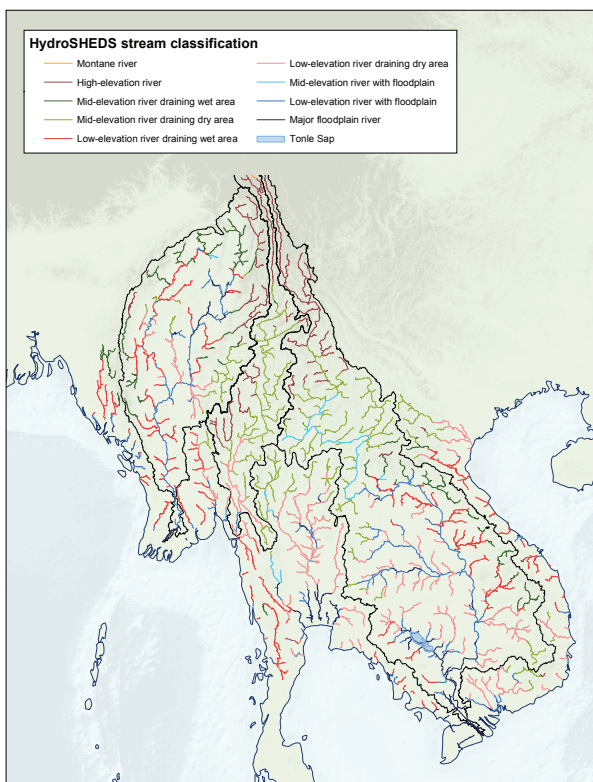 HydroSHEDS stream classification
Montane river
High-elevation river
Mid-elevation river draining wet area
Mid-elevation river draining dry area
Low-elevation river draining wet area
Low-elevation river draining dry area
Mid-elevation river with floodplain
Low-elevation river with floodplain
Major floodplain river
Tonle Sap